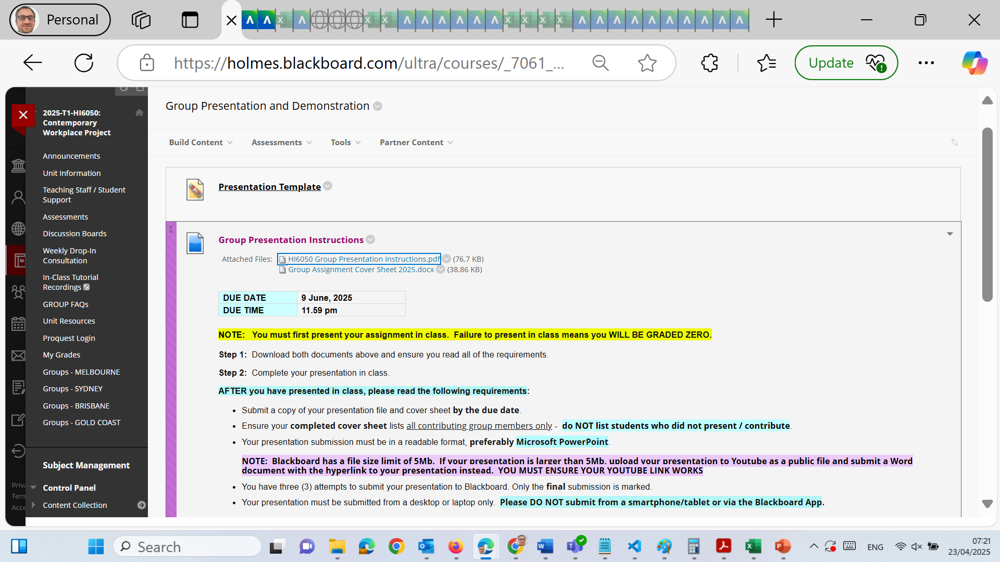 Personal
https://holmes.blackboard.com/ultra/courses/_7061_...
Update
2025-T1-HI6050:
Contemporary
Workplace Project
Announcements
Unit Information
Teaching Staff / Student
Support
Assessments
Discussion Boards
Weekly Drop-In
Consultation
In-Class Tutorial
Recordings
GROUP FAQs
Unit Resources
Proquest Login
My Grades
Groups - MELBOURNE
Groups - SYDNEY
Groups - BRISBANE
Groups - GOLD COAST
Subject Management
Control Panel
Content Collection
Priva
Term
Acce
Group Presentation and Demonstration
Build Content
Assessments
Tools
Partner Content
Presentation Template
Group Presentation Instructions
Attached Files: HI6050 Group Presentation Instructions.pdf (76.7 KB)
Group Assignment Cover Sheet 2025.docx (38.86 KB)
DUE DATE 9 June, 2025
DUE TIME 11.59 pm
NOTE: You must first present your assignment in class. Failure to present in class means you WILL BE GRADED ZERO.
Step 1: Download both documents above and ensure you read all of the requirements.
Step 2: Complete your presentation in class.
AFTER you have presented in class, please read the following requirements:
• Submit a copy of your presentation file and cover sheet by the due date.
• Ensure your completed cover sheet lists all contributing group members only - do NOT list students who did not present / contribute.
• Your presentation submission must be in a readable format, preferably Microsoft PowerPoint.
NOTE: Blackboard has a file size limit of 5Mb. If your presentation is larger than 5Mb, upload your presentation to Youtube as a public file and submit a Word
document with the hyperlink to your presentation instead. YOU MUST ENSURE YOUR YOUTUBE LINK WORKS
• You have three (3) attempts to submit your presentation to Blackboard. Only the final submission is marked.
• Your presentation must be submitted from a desktop or laptop only. Please DO NOT submit from a smartphone/tablet or via the Blackboard App.
Search
ENG
07:21
23/04/2025